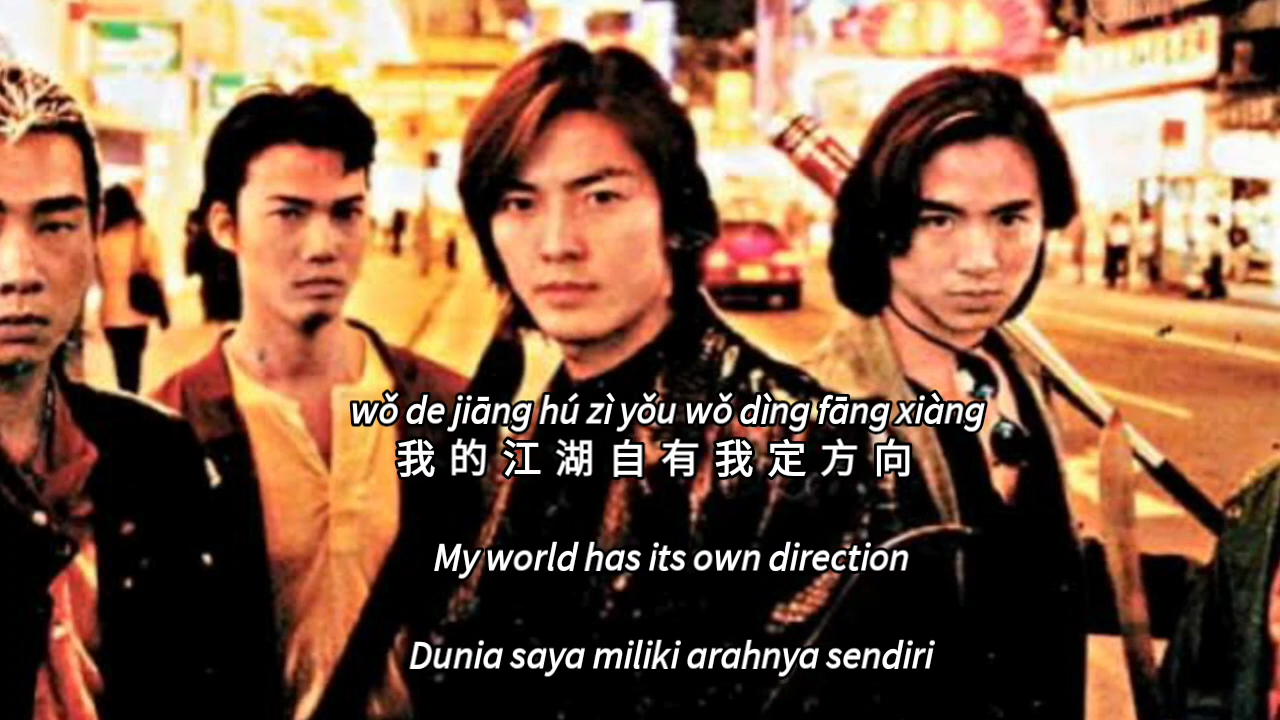 wǒ de jiāng hú zì yǒu wǒ dìng fāng xiàng
我的江湖自有我定方向
My world has its own direction
Dunia saya miliki arahnya sendiri